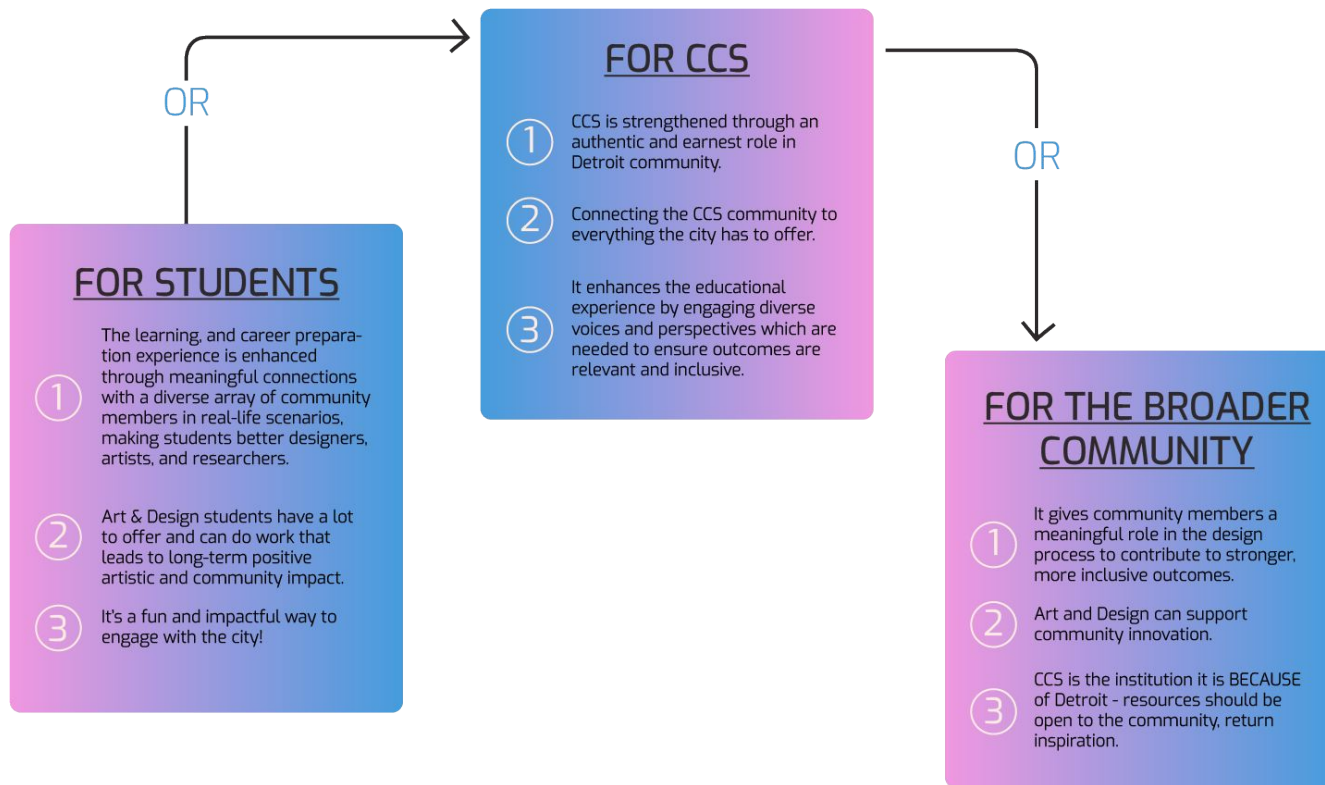 OR
FOR STUDENTS
1
The learning, and career prepara-
tion experience is enhanced
through meaningful connections
with a diverse array of community
members in real-life scenarios,
making students better designers,
artists, and researchers.
2
Art & Design students have a lot
to offer and can do work that
leads to long-term positive
artistic and community impact.
3
It's a fun and impactful way to
engage with the city!
FOR CCS
1
CCS is strengthened through an
authentic and earnest role in
Detroit community.
2
Connecting the CCS community to
everything the city has to offer.
3
It enhances the educational
experience by engaging diverse
voices and perspectives which are
needed to ensure outcomes are
relevant and inclusive.
OR
FOR THE BROADER
COMMUNITY
1
It gives community members a
meaningful role in the design
process to contribute to stronger,
more inclusive outcomes.
2
Art and Design can support
community innovation.
3
CCS is the institution it is BECAUSE
of Detroit - resources should be
open to the community, return
inspiration.